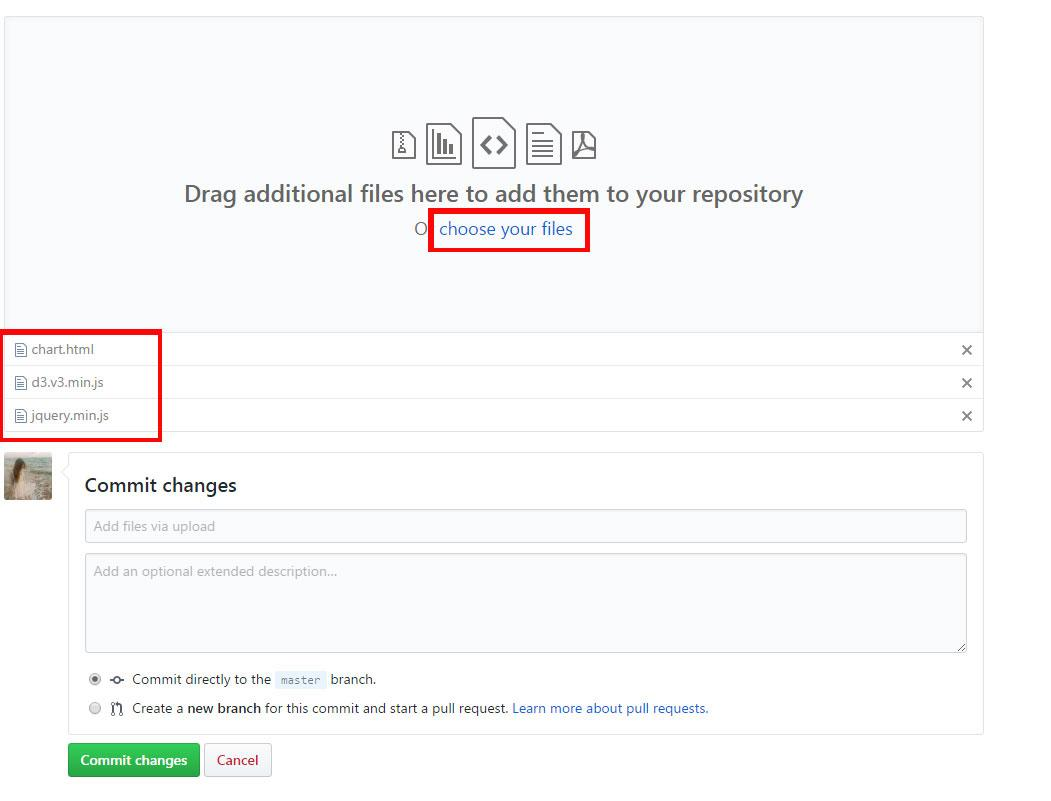 Drag additional files here to add them to your repository
O choose your files
chart.html
d3.v3.min.js
jquery.min.js
Commit changes
Add files via upload
Add an optional extended description...
Commit directly to the master branch.
Create a new branch for this commit and start a pull request. Learn more about pull requests.
Commit changes Cancel